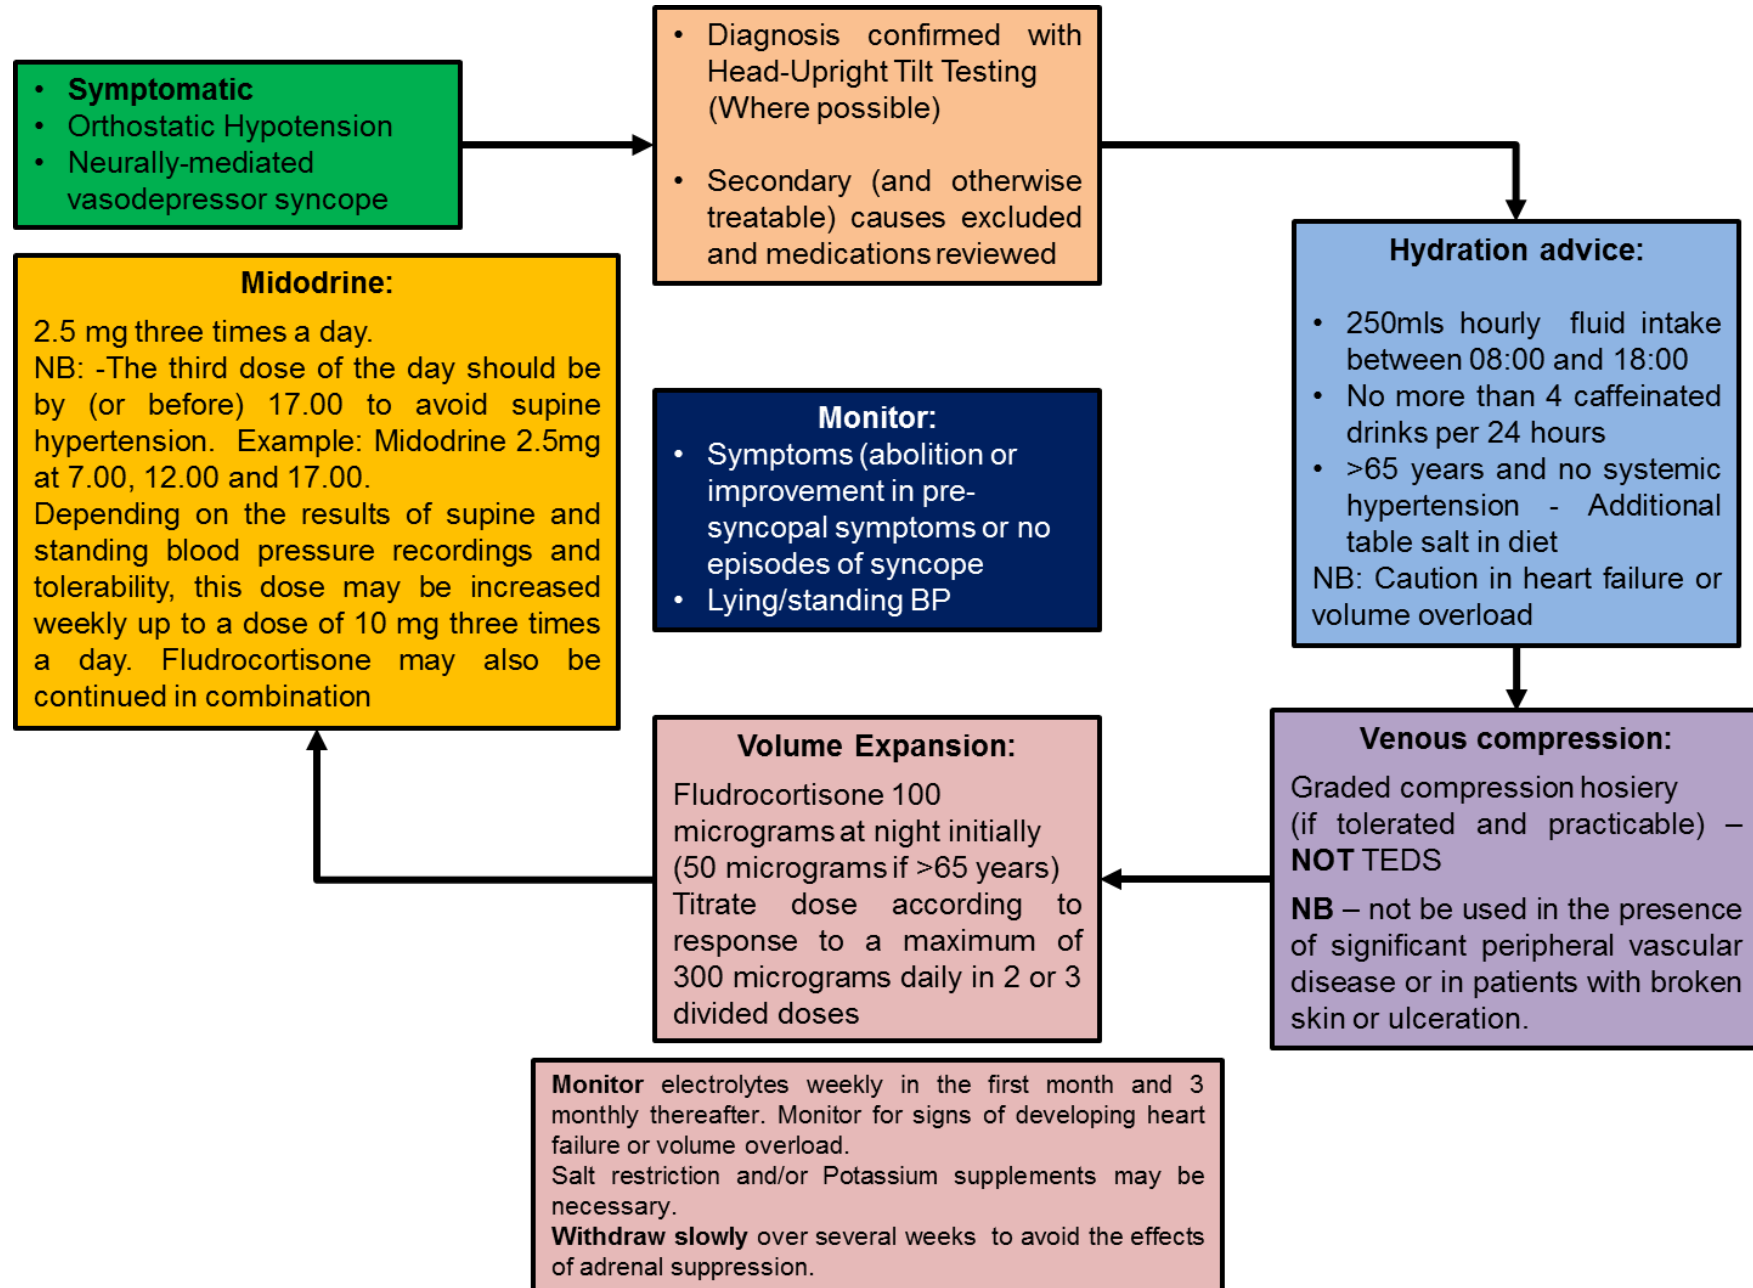 • Symptomatic
• Orthostatic Hypotension
• Neurally-mediated
vasodepressor syncope
• Diagnosis confirmed with
Head-Upright Tilt Testing
(Where possible)
• Secondary (and otherwise
treatable) causes excluded
and medications reviewed
Hydration advice:
• 250mls hourly fluid intake
between 08:00 and 18:00
• No more than 4 caffeinated
drinks per 24 hours
• >65 years and no systemic
hypertension - Additional
table salt in diet
NB: Caution in heart failure or
volume overload
Venous compression:
Graded compression hosiery
(if tolerated and practicable) –
NOT TEDS
NB – not be used in the presence
of significant peripheral vascular
disease or in patients with broken
skin or ulceration.
Volume Expansion:
Fludrocortisone 100
micrograms at night initially
(50 micrograms if >65 years)
Titrate dose according to
response to a maximum of
300 micrograms daily in 2 or 3
divided doses
Monitor electrolytes weekly in the first month and 3
monthly thereafter. Monitor for signs of developing heart
failure or volume overload.
Salt restriction and/or Potassium supplements may be
necessary.
Withdraw slowly over several weeks to avoid the effects
of adrenal suppression.
Midodrine:
2.5 mg three times a day.
NB: -The third dose of the day should be
by (or before) 17.00 to avoid supine
hypertension. Example: Midodrine 2.5mg
at 7.00, 12.00 and 17.00.
Depending on the results of supine and
standing blood pressure recordings and
tolerability, this dose may be increased
weekly up to a dose of 10 mg three times
a day. Fludrocortisone may also be
continued in combination
Monitor:
• Symptoms (abolition or
improvement in pre-
syncopal symptoms or no
episodes of syncope
• Lying/standing BP